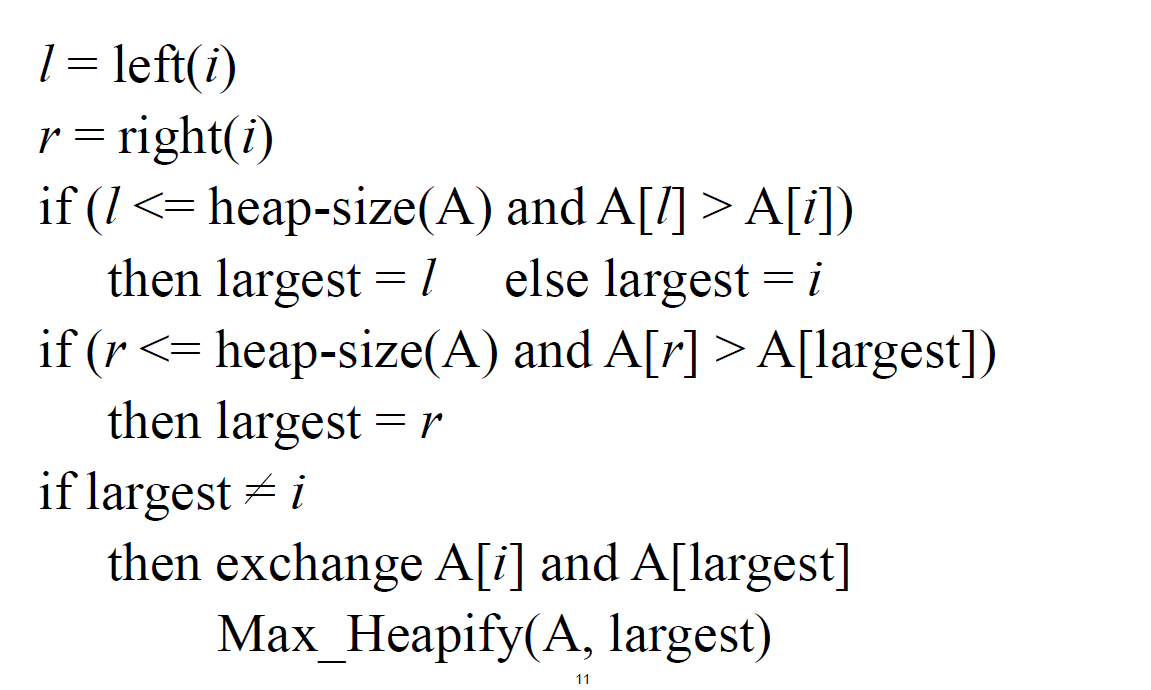 l = left(i)
r = right(i)
if (l <= heap-size(A) and A[l] > A[i])
then largest = l else largest = i
if (r <= heap-size(A) and A[r] > A[largest])
then largest = r
if largest ≠ i
then exchange A[i] and A[largest]
Max_Heapify(A, largest)
11